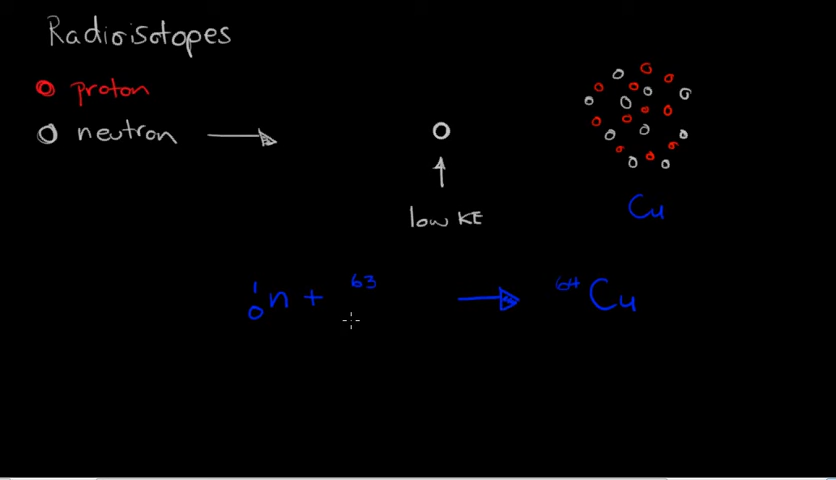 Radioisotopes
proton
neutron
low KE
Cu
¹₀n + ⁶³ → ⁶⁴Cu